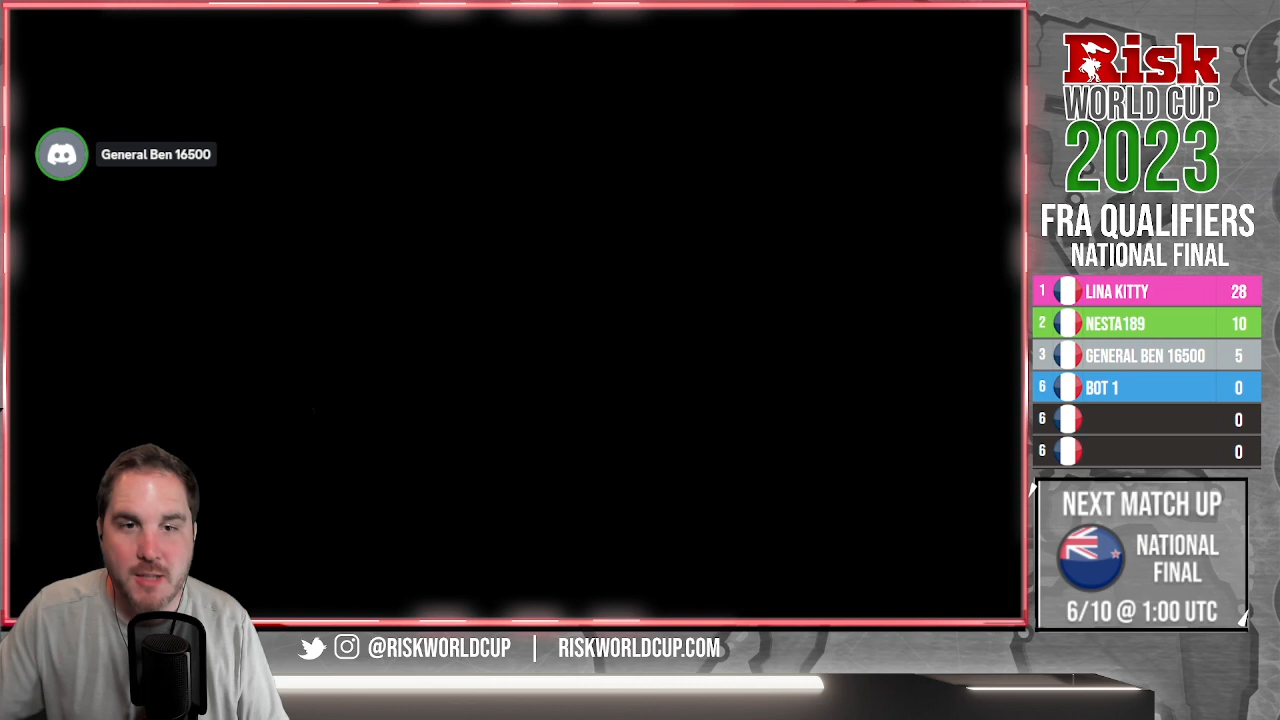 General Ben 16500
Risk
WORLD CUP
2023
FRA QUALIFIERS
NATIONAL FINAL
1 LINA KITTY 28
2 NESTA189 10
3 GENERAL BEN 16500 5
6 BOT 1 0
6 0
6 0
NEXT MATCH UP
NATIONAL
FINAL
6/10 @ 1:00 UTC
@RISKWORLDCUP | RISKWORLDCUP.COM